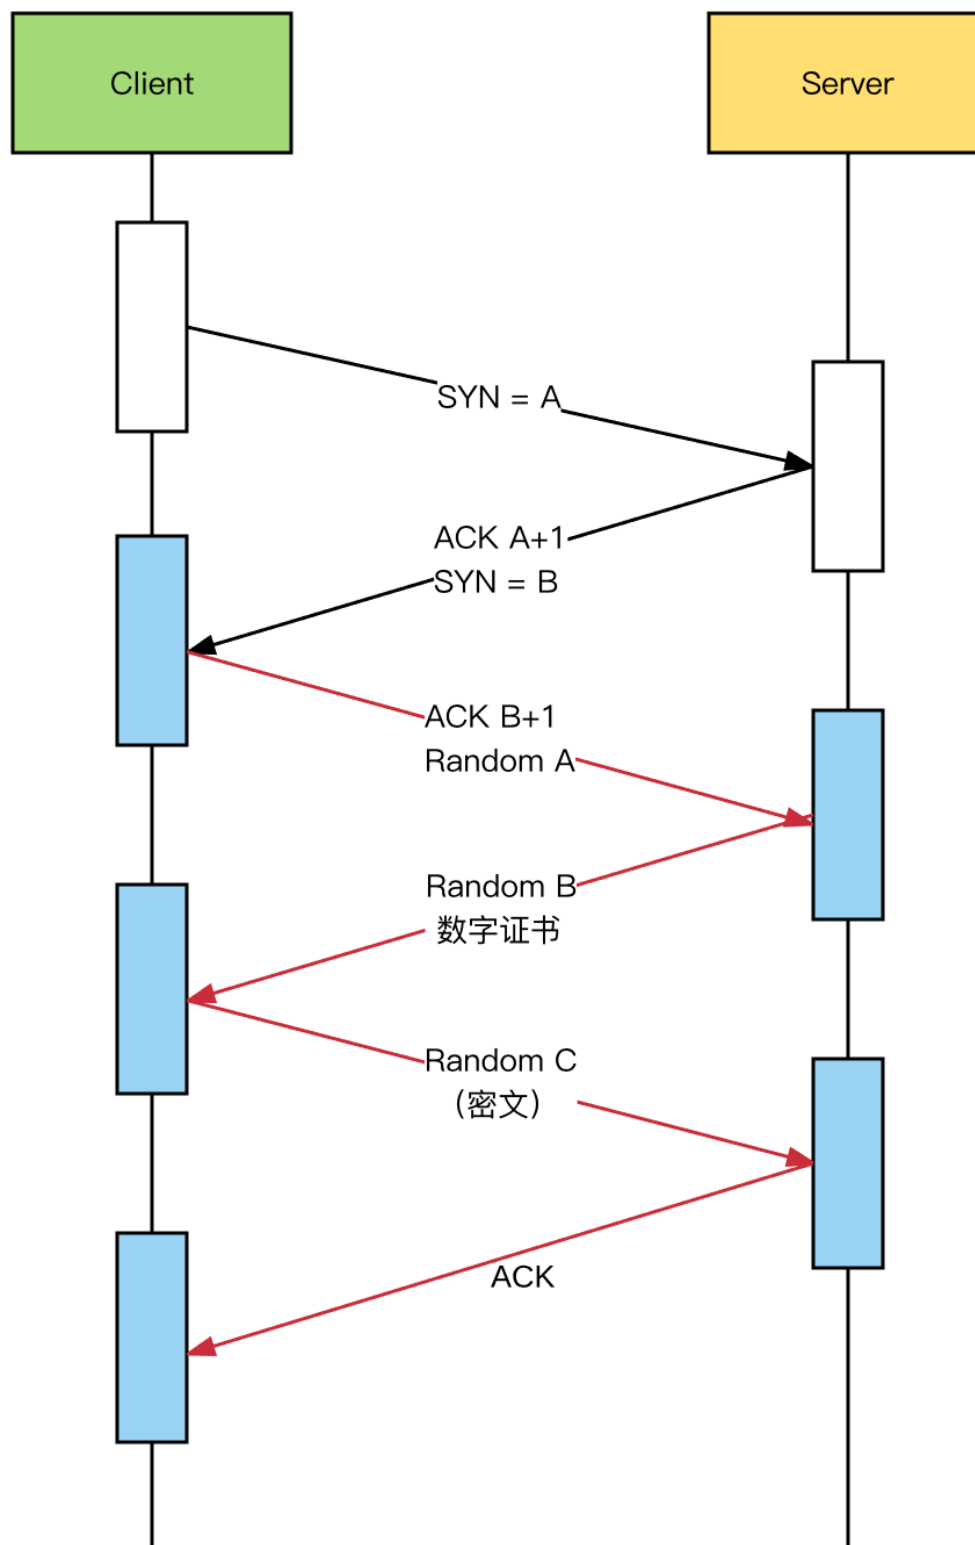 Client
Server
SYN = A
ACK A+1
SYN = B
ACK B+1
Random A
Random B
数字证书
Random C
（密文）
ACK